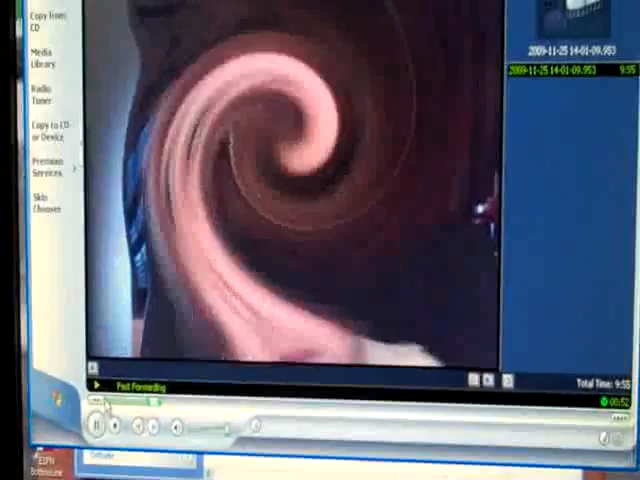 Copy from
CD
Media
Library
Radio
Tuner
Copy to CD
or Device
Premium
Services
Skin
Chooser
2009-11-25 14-01-09.953
2009-11-25 14-01-09.953 9:55
Fast Forwarding
Total Time: 9:55
00:52
ESPN